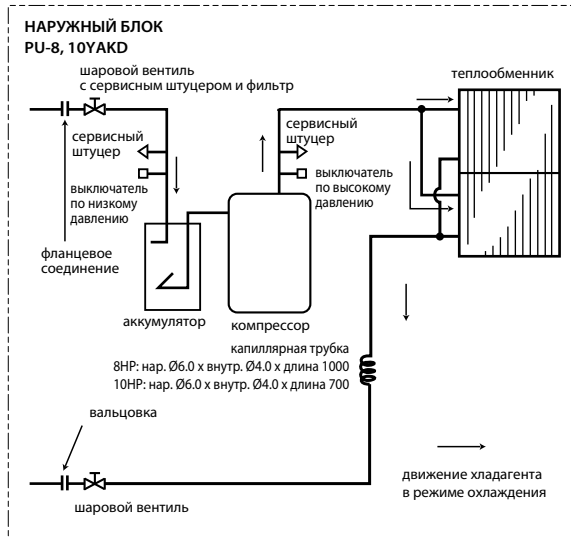 НАРУЖНЫЙ БЛОК
PU-8, 10YAKD
шаровой вентиль
с сервисным штуцером и фильтр
теплообменник
сервисный
штуцер
сервисный
штуцер
выключатель
по низкому
давлению
выключатель
по высокому
давлению
фланцевое
соединение
аккумулятор
компрессор
капиллярная трубка
8HP: нар. Ø6.0 x внутр. Ø4.0 x длина 1000
10HP: нар. Ø6.0 x внутр. Ø4.0 x длина 700
вальцовка
шаровой вентиль
движение хладагента
в режиме охлаждения